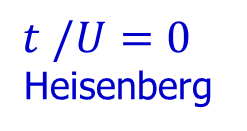 t /U = 0
Heisenberg